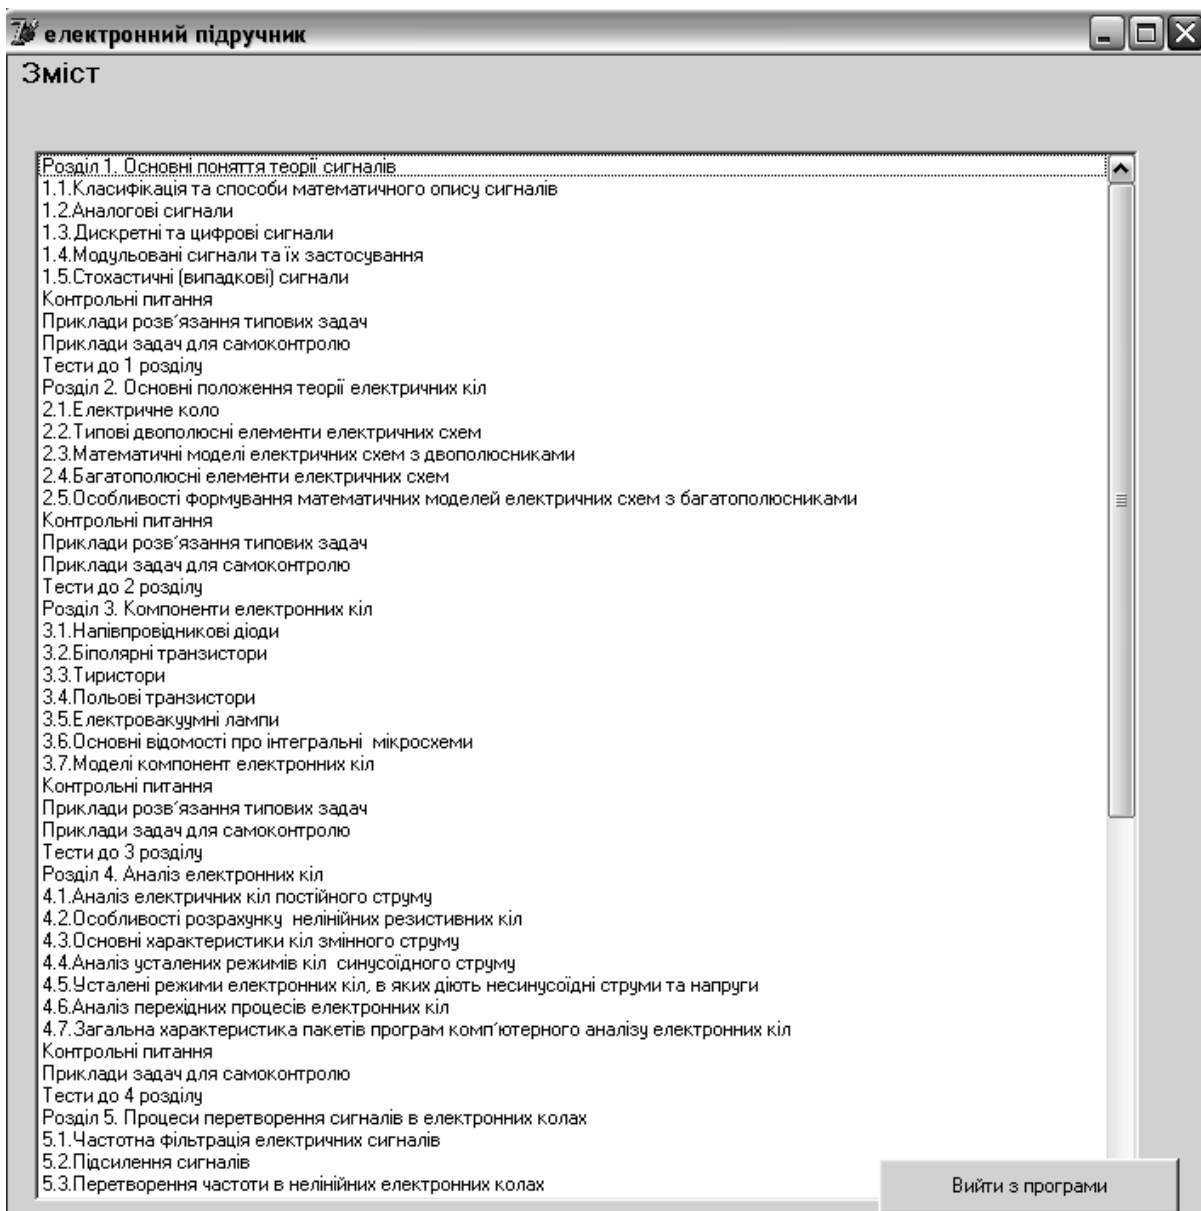 електронний підручник
Зміст
Розділ 1. Основні поняття теорії сигналів
1.1.Класифікація та способи математичного опису сигналів
1.2.Аналогові сигнали
1.3.Дискретні та цифрові сигнали
1.4.Модульовані сигнали та їх застосування
1.5.Стохастичні (випадкові) сигнали
Контрольні питання
Приклади розв´язання типових задач
Приклади задач для самоконтролю
Тести до 1 розділу
Розділ 2. Основні положення теорії електричних кіл
2.1.Електричне коло
2.2.Типові двополюсні елементи електричних схем
2.3.Математичні моделі електричних схем з двополюсниками
2.4.Багатополюсні елементи електричних схем
2.5.Особливості формування математичних моделей електричних схем з багатополюсниками
Контрольні питання
Приклади розв´язання типових задач
Приклади задач для самоконтролю
Тести до 2 розділу
Розділ 3. Компоненти електронних кіл
3.1.Напівпровідникові діоди
3.2.Біполярні транзистори
3.3.Тиристори
3.4.Польові транзистори
3.5.Електровакуумні лампи
3.6.Основні відомості про інтегральні  мікросхеми
3.7.Моделі компонент електронних кіл
Контрольні питання
Приклади розв´язання типових задач
Приклади задач для самоконтролю
Тести до 3 розділу
Розділ 4. Аналіз електронних кіл
4.1.Аналіз електричних кіл постійного струму
4.2.Особливості розрахунку  нелінійних резистивних кіл
4.3.Основні характеристики кіл змінного струму
4.4.Аналіз усталених режимів кіл  синусоїдного струму
4.5.Усталені режими електронних кіл, в яких діють несинусоїдні струми та напруги
4.6.Аналіз перехідних процесів електронних кіл
4.7.Загальна характеристика пакетів програм комп´ютерного аналізу електронних кіл
Контрольні питання
Приклади задач для самоконтролю
Тести до 4 розділу
Розділ 5. Процеси перетворення сигналів в електронних колах
5.1.Частотна фільтрація електричних сигналів
5.2.Підсилення сигналів
5.3.Перетворення частоти в нелінійних електронних колах
Вийти з програми